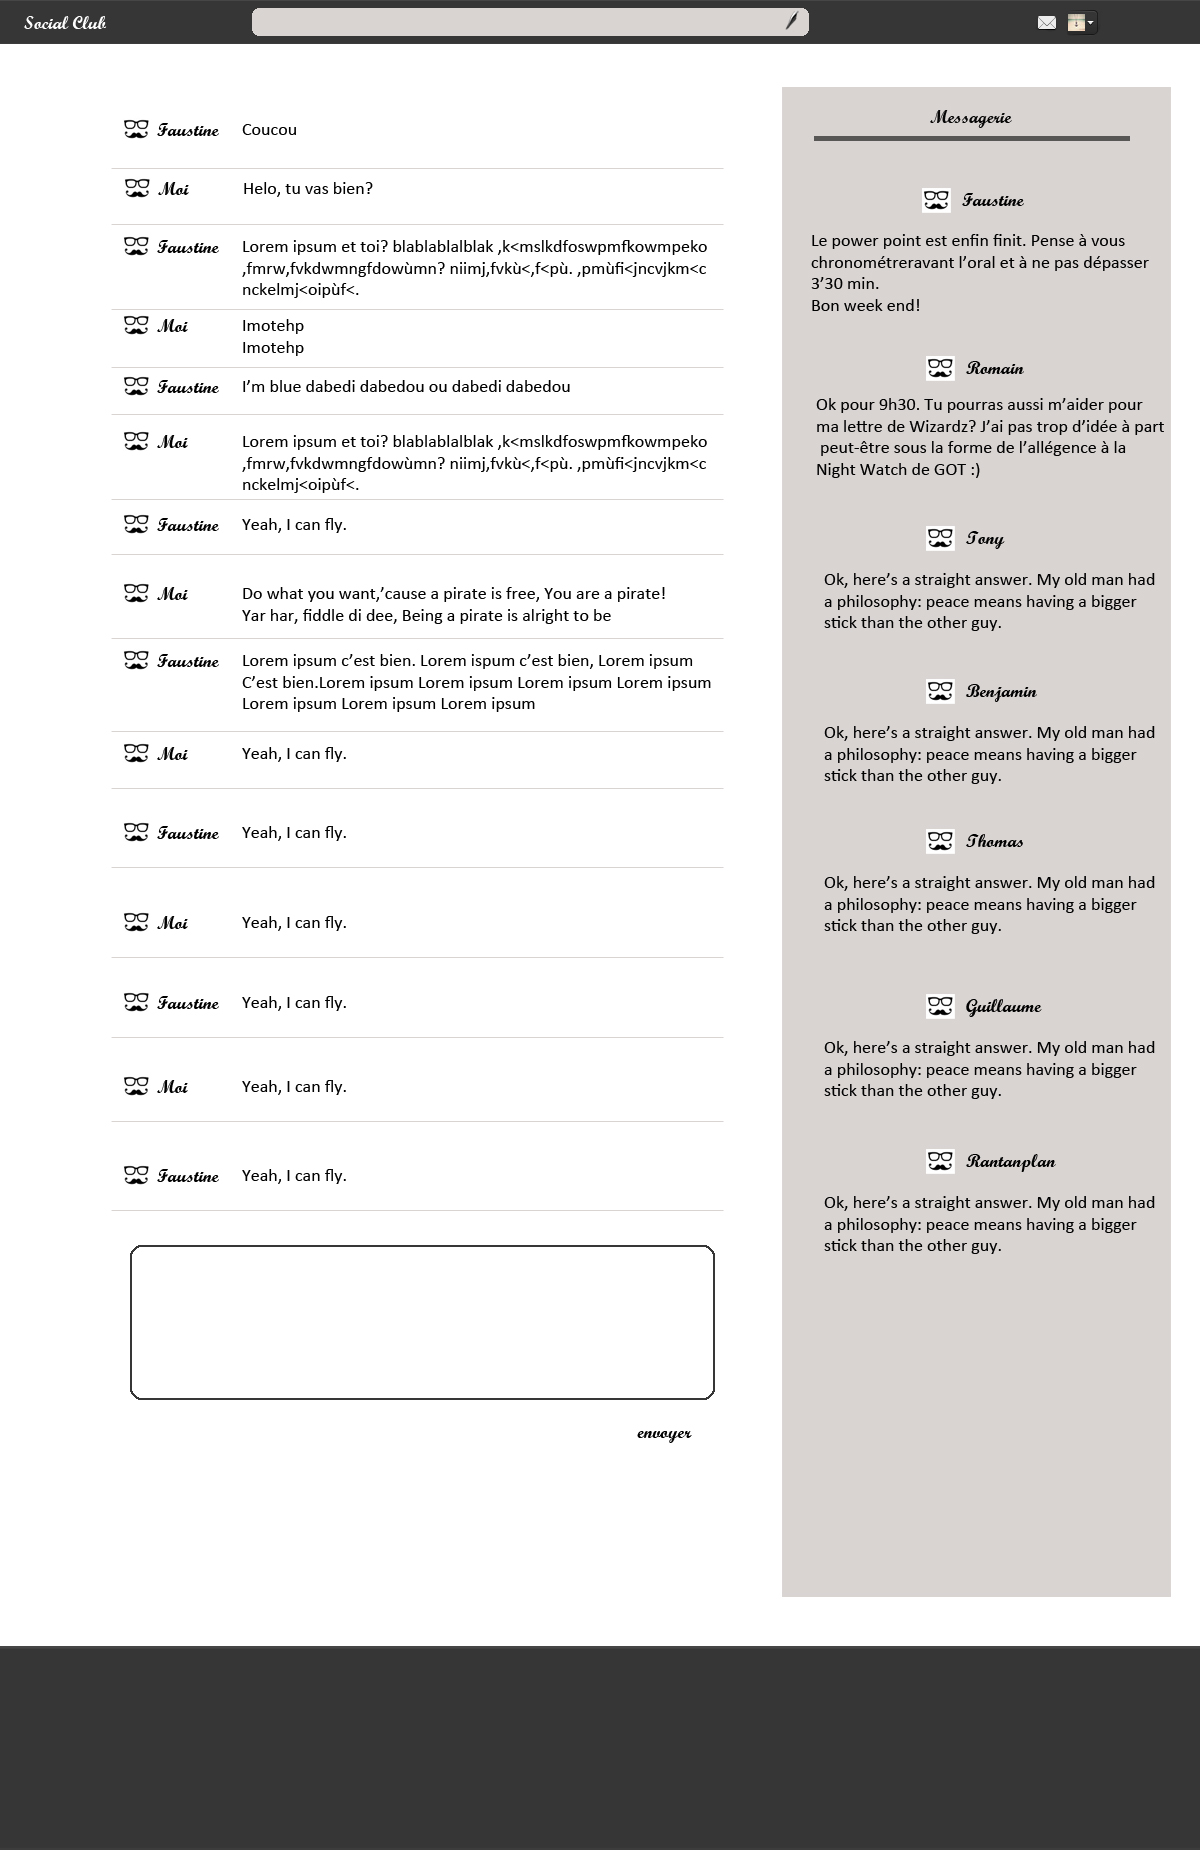 Social Club
Faustine Coucou
Moi Helo, tu vas bien?
Faustine Lorem ipsum et toi? blablablalblak ,k<mslkdfoswpmfkowmpeko
,fmrw,fvkdwmngfdowùmn? niimj,fvkù<,f<pù. ,pmùfi<jncvjkm<c
nckelmj<oipùf<.
Moi Imotehp
Imotehp
Faustine I’m blue dabedi dabedou ou dabedi dabedou
Moi Lorem ipsum et toi? blablablalblak ,k<mslkdfoswpmfkowmpeko
,fmrw,fvkdwmngfdowùmn? niimj,fvkù<,f<pù. ,pmùfi<jncvjkm<c
nckelmj<oipùf<.
Faustine Yeah, I can fly.
Moi Do what you want,’cause a pirate is free, You are a pirate!
Yar har, fiddle di dee, Being a pirate is alright to be
Faustine Lorem ipsum c’est bien. Lorem ispum c’est bien, Lorem ipsum
C’est bien.Lorem ipsum Lorem ipsum Lorem ipsum Lorem ipsum
Lorem ipsum Lorem ipsum Lorem ipsum
Moi Yeah, I can fly.
Faustine Yeah, I can fly.
Moi Yeah, I can fly.
Faustine Yeah, I can fly.
Moi Yeah, I can fly.
Faustine Yeah, I can fly.
envoyer
Messagerie
Faustine
Le power point est enfin finit. Pense à vous
chronométreravant l’oral et à ne pas dépasser
3’30 min.
Bon week end!
Romain
Ok pour 9h30. Tu pourras aussi m’aider pour
ma lettre de Wizardz? J’ai pas trop d’idée à part
peut-être sous la forme de l’allégence à la
Night Watch de GOT :)
Tony
Ok, here’s a straight answer. My old man had
a philosophy: peace means having a bigger
stick than the other guy.
Benjamin
Ok, here’s a straight answer. My old man had
a philosophy: peace means having a bigger
stick than the other guy.
Thomas
Ok, here’s a straight answer. My old man had
a philosophy: peace means having a bigger
stick than the other guy.
Guillaume
Ok, here’s a straight answer. My old man had
a philosophy: peace means having a bigger
stick than the other guy.
Rantanplan
Ok, here’s a straight answer. My old man had
a philosophy: peace means having a bigger
stick than the other guy.